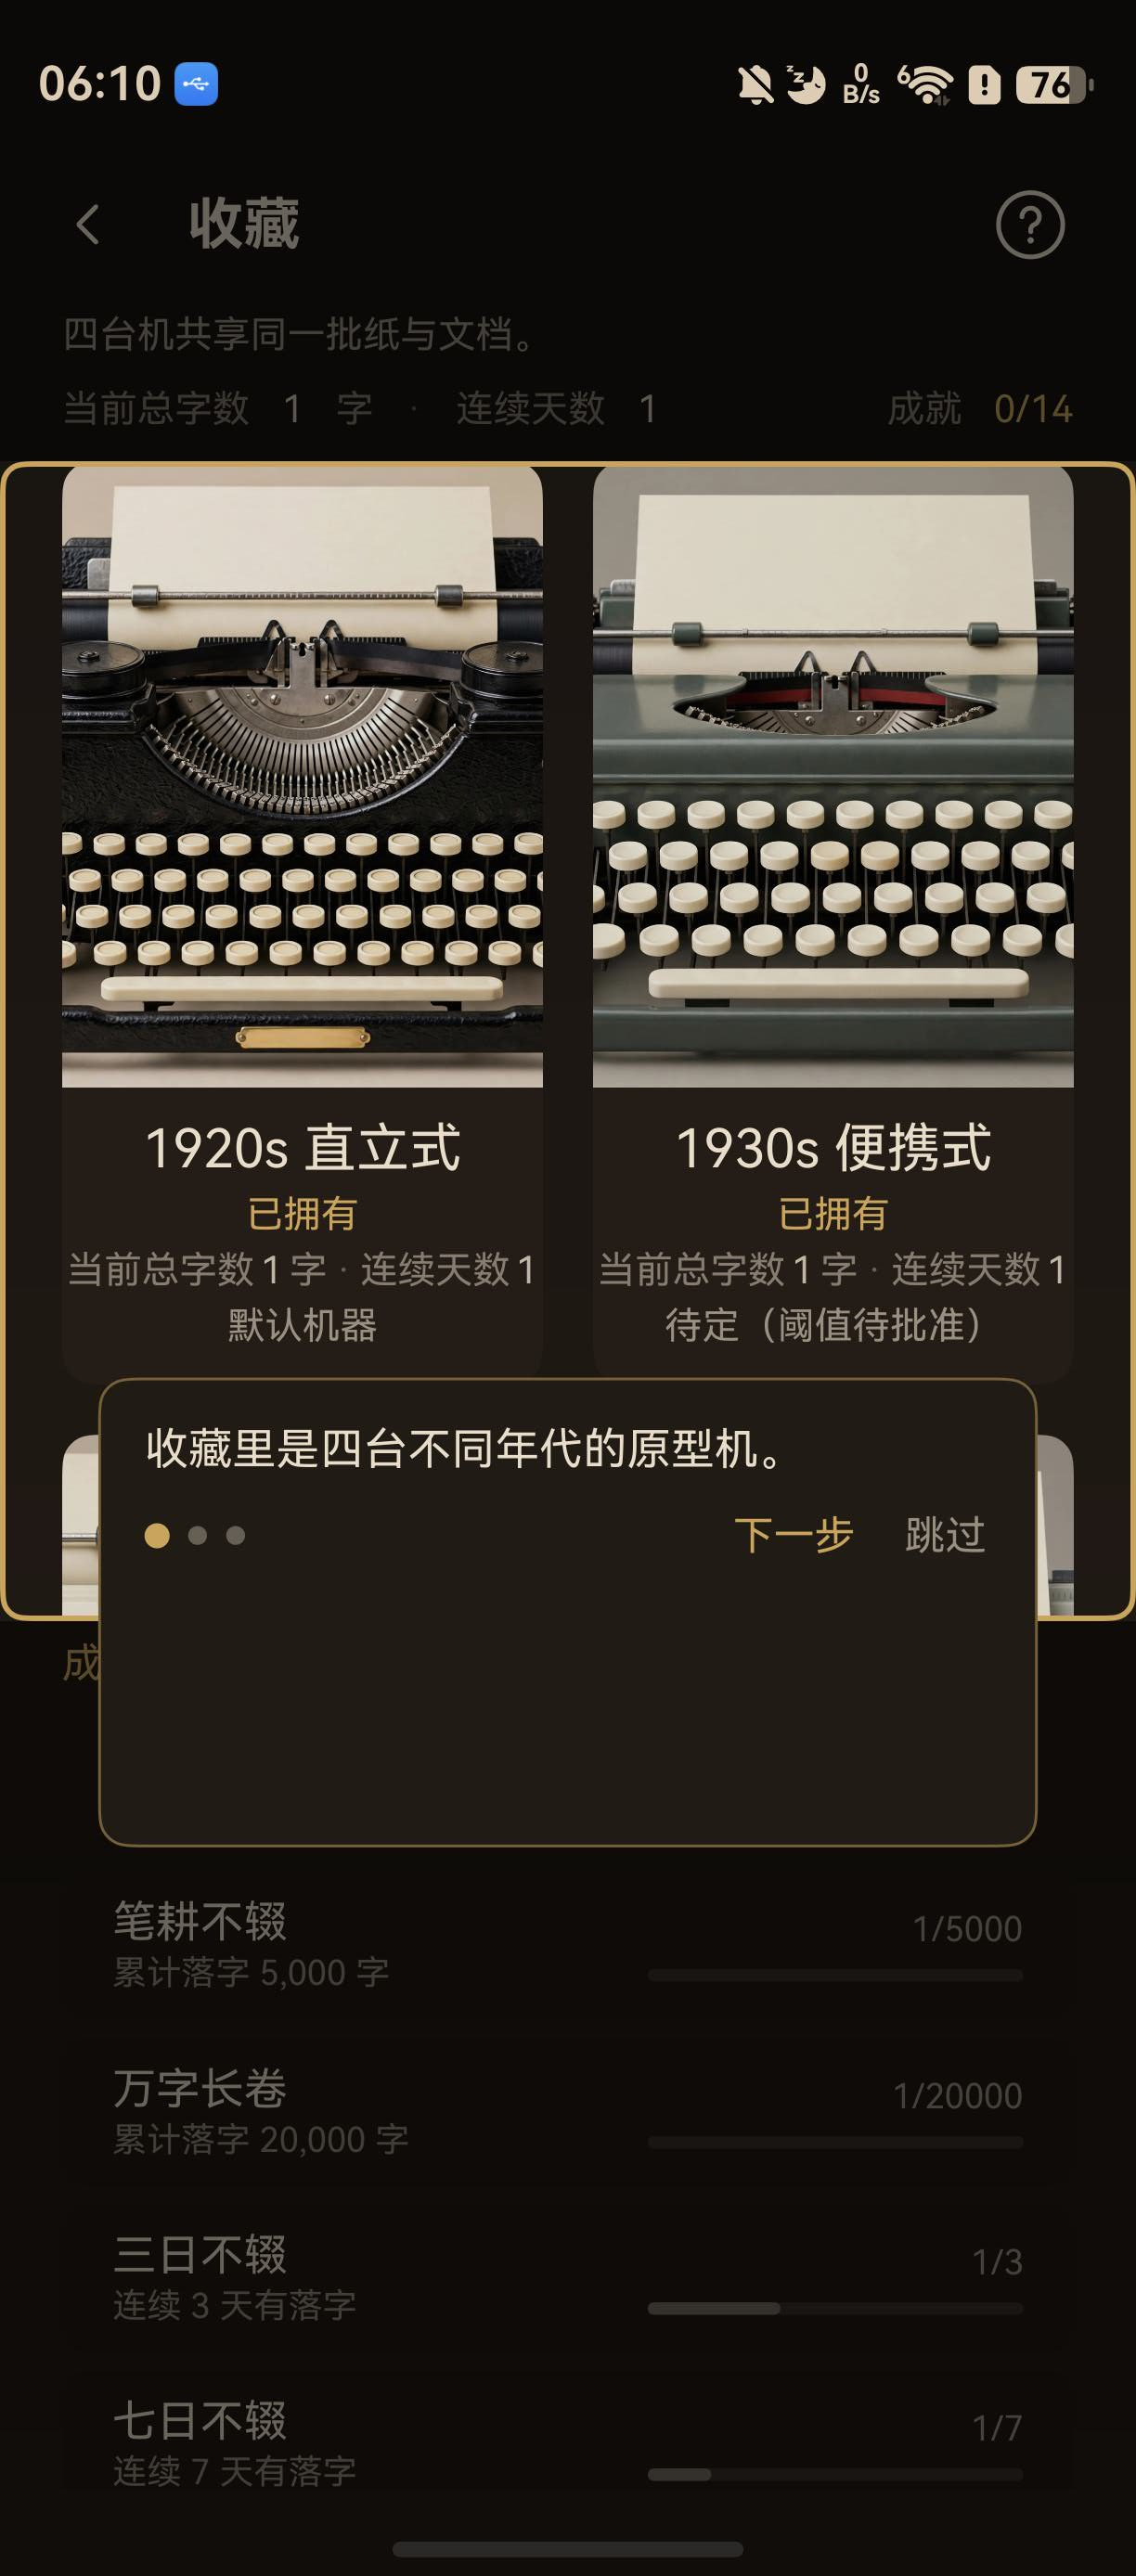 06:10
0
B/s
6
76
收藏
四台机共享同一批纸与文档。
当前总字数 1 字 · 连续天数 1 成就 0/14
1920s 直立式
已拥有
当前总字数 1 字 · 连续天数 1
默认机器
1930s 便携式
已拥有
当前总字数 1 字 · 连续天数 1
待定（阈值待批准）
收藏里是四台不同年代的原型机。
下一步 跳过
成
笔耕不辍 1/5000
累计落字 5,000 字
万字长卷 1/20000
累计落字 20,000 字
三日不辍 1/3
连续 3 天有落字
七日不辍 1/7
连续 7 天有落字